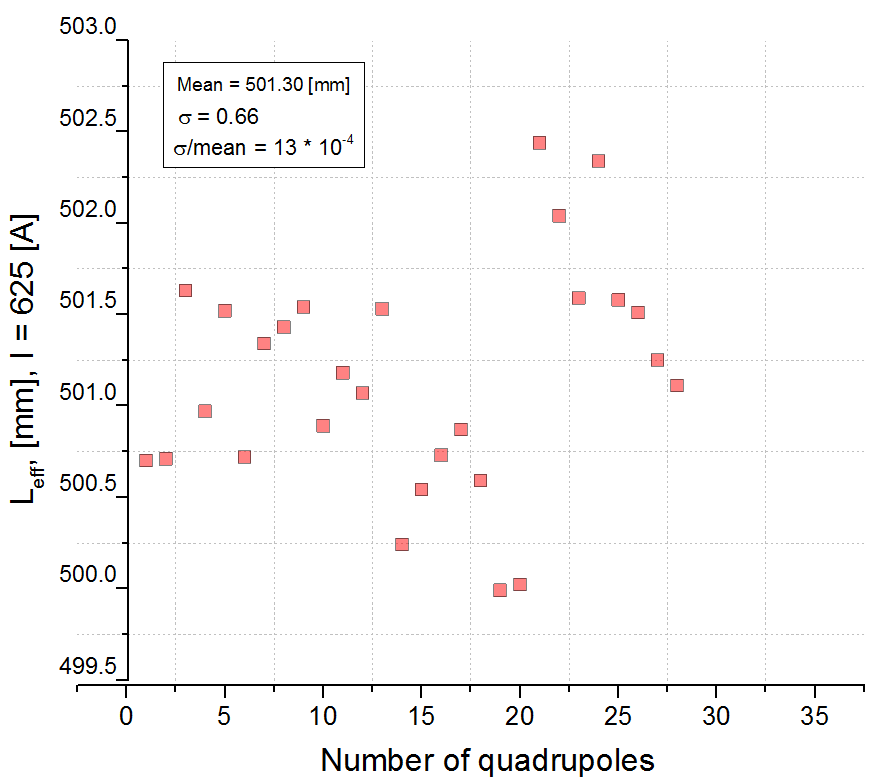 503.0
Mean = 501.30 [mm]
σ = 0.66
σ/mean = 13 * 10⁻⁴
502.5
502.0
501.5
501.0
500.5
500.0
499.5
L_eff, [mm], I = 625 [A]
0 5 10 15 20 25 30 35
Number of quadrupoles